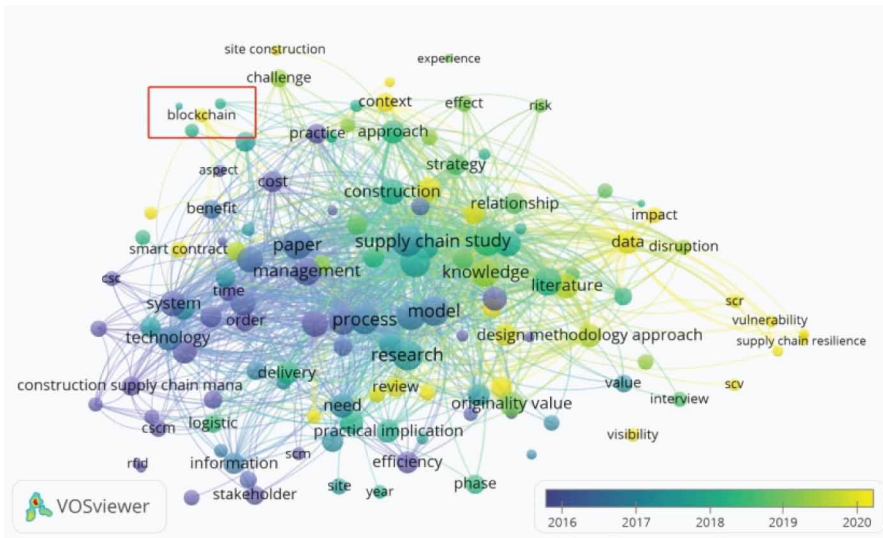 site construction
experience
challenge
context
effect
risk
blockchain
practice
approach
strategy
aspect
cost
construction
benefit
relationship
impact
smart contract
paper
supply chain study
data
disruption
management
knowledge
csc
time
literature
system
scr
order
process
model
vulnerability
technology
design methodology approach
supply chain resilience
research
construction supply chain mana
delivery
review
value
scv
need
originality value
interview
cscm
logistic
practical implication
visibility
rfid
information
scm
efficiency
stakeholder
site
year
phase
VOSviewer
2016
2017
2018
2019
2020